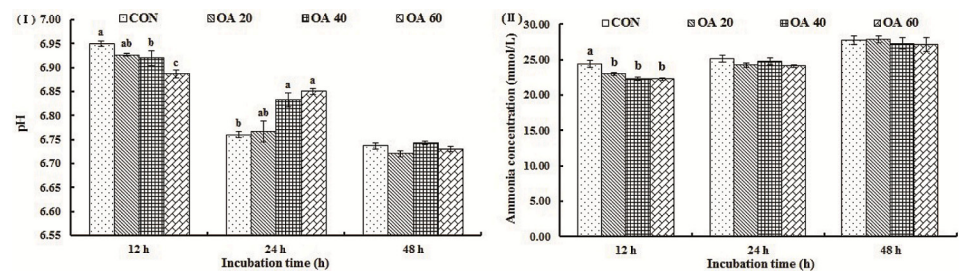 (I)
CON OA 20 OA 40 OA 60
pH
7.00
6.95
6.90
6.85
6.80
6.75
6.70
6.65
6.60
6.55
a ab b c
b ab a a
12 h 24 h 48 h
Incubation time (h)
(II)
CON OA 20 OA 40 OA 60
Ammonia concentration (mmol/L)
30.00
25.00
20.00
15.00
10.00
5.00
0.00
a b b b
12 h 24 h 48 h
Incubation time (h)